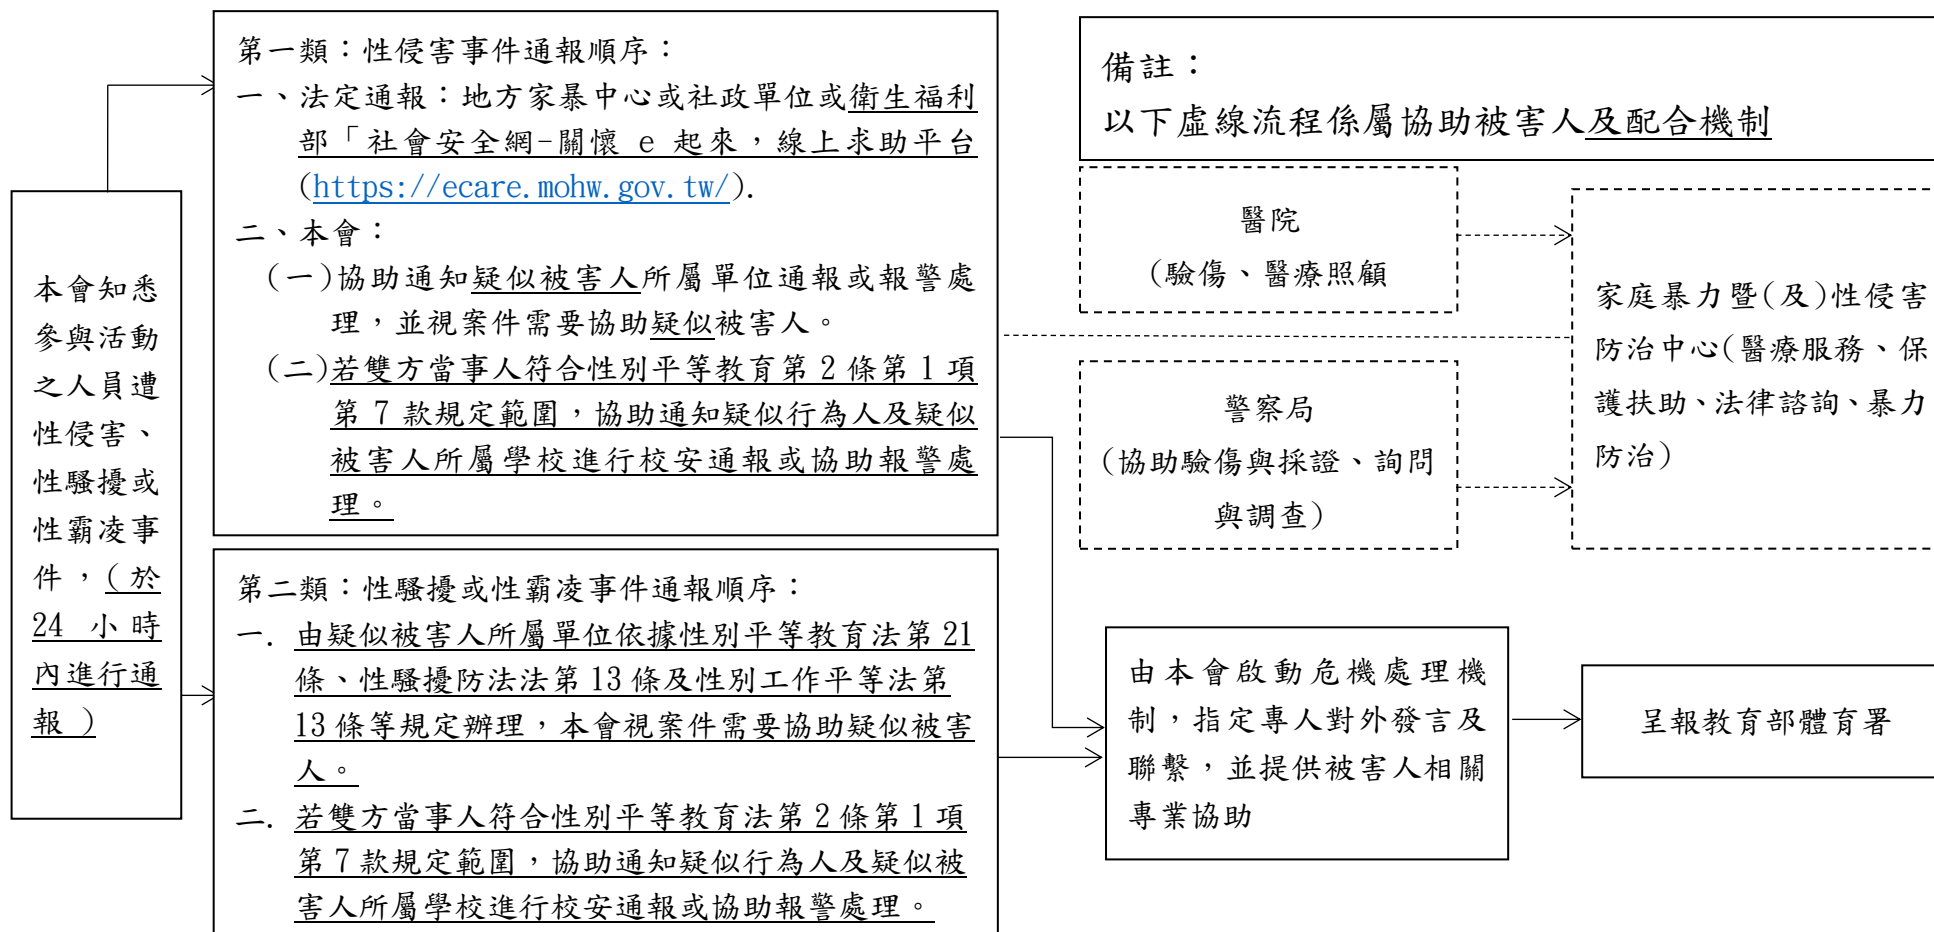 本會知悉
參與活動
之人員遭
性侵害、
性騷擾或
性霸凌事
件，(於
24 小時
內進行通
報 )
第一類：性侵害事件通報順序：
一、法定通報：地方家暴中心或社政單位或衛生福利
部「社會安全網-關懷 e 起來，線上求助平台
(https://ecare.mohw.gov.tw/).
二、本會：
(一)協助通知疑似被害人所屬單位通報或報警處
理，並視案件需要協助疑似被害人。
(二)若雙方當事人符合性別平等教育第 2 條第 1 項
第 7 款規定範圍，協助通知疑似行為人及疑似
被害人所屬學校進行校安通報或協助報警處
理。
第二類：性騷擾或性霸凌事件通報順序：
一. 由疑似被害人所屬單位依據性別平等教育法第 21
條、性騷擾防法法第 13 條及性別工作平等法第
13 條等規定辦理，本會視案件需要協助疑似被害
人。
二. 若雙方當事人符合性別平等教育法第 2 條第 1 項
第 7 款規定範圍，協助通知疑似行為人及疑似被
害人所屬學校進行校安通報或協助報警處理。
備註：
以下虛線流程係屬協助被害人及配合機制
醫院
(驗傷、醫療照顧
警察局
(協助驗傷與採證、詢問
與調查)
家庭暴力暨(及)性侵害
防治中心(醫療服務、保
護扶助、法律諮詢、暴力
防治)
由本會啟動危機處理機
制，指定專人對外發言及
聯繫，並提供被害人相關
專業協助
呈報教育部體育署